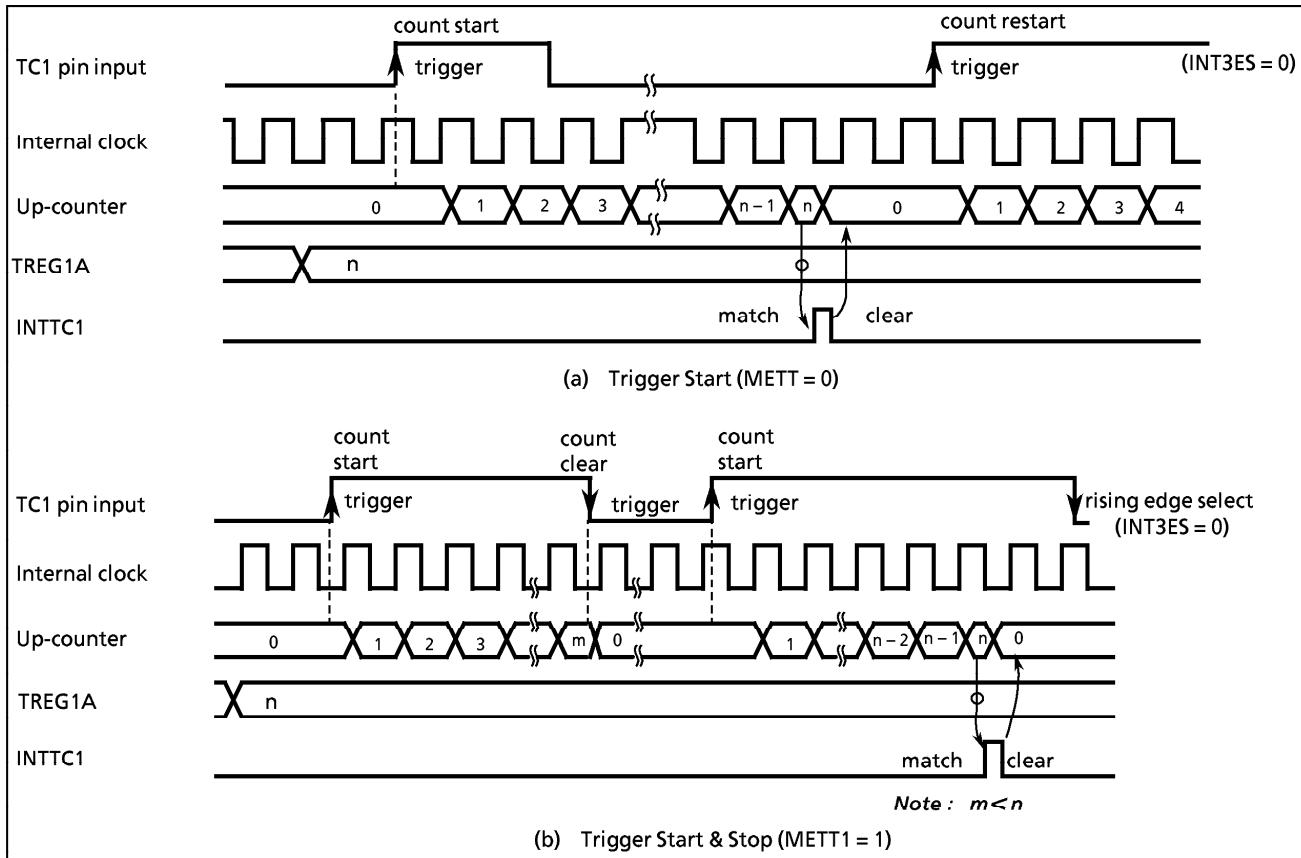 count start
count restart
TC1 pin input
trigger
trigger
(INT3ES = 0)
Internal clock
Up-counter
0
1
2
3
n – 1
n
0
1
2
3
4
TREG1A
n
INTTC1
match
clear
(a) Trigger Start (METT = 0)
count start
count clear
count start
TC1 pin input
trigger
trigger
trigger
rising edge select
(INT3ES = 0)
Internal clock
Up-counter
0
1
2
3
m
0
1
n – 2
n – 1
n
0
TREG1A
n
INTTC1
match
clear
Note : m < n
(b) Trigger Start & Stop (METT1 = 1)